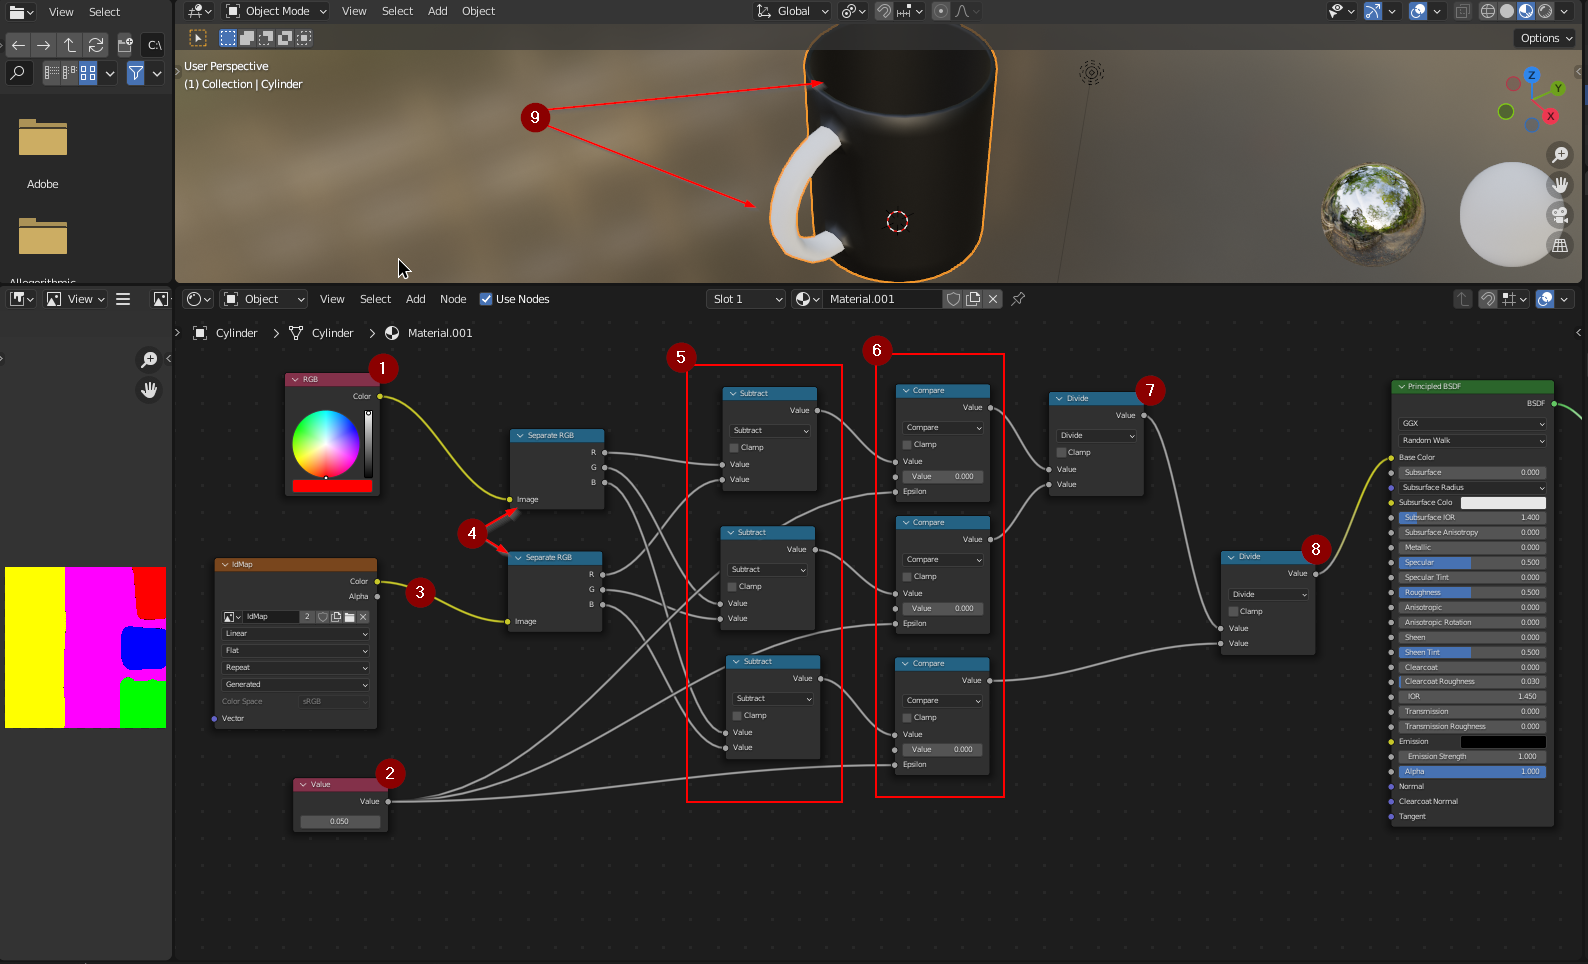 View Select
Object Mode View Select Add Object
Global
Options
C:\
User Perspective
(1) Collection | Cylinder
9
Z
Y
X
Adobe
Allegorithmic
View
Object View Select Add Node Use Nodes
Slot 1
Material.001
Cylinder > Cylinder > Material.001
1
RGB
Color
2
Value
Value
0.050
3
IdMap
Color
Alpha
IdMap 2
Linear
Flat
Repeat
Generated
Color Space sRGB
Vector
4
Separate RGB
R
G
B
Image
Separate RGB
R
G
B
Image
5
Subtract
Value
Subtract
Clamp
Value
Value
Subtract
Value
Subtract
Clamp
Value
Value
Subtract
Value
Subtract
Clamp
Value
Value
6
Compare
Value
Compare
Clamp
Value
Value 0.000
Epsilon
Compare
Value
Compare
Clamp
Value
Value 0.000
Epsilon
Compare
Value
Compare
Clamp
Value
Value 0.000
Epsilon
7
Divide
Value
Divide
Clamp
Value
Value
8
Divide
Value
Divide
Clamp
Value
Value
Principled BSDF
BSDF
GGX
Random Walk
Base Color
Subsurface 0.000
Subsurface Radius
Subsurface Colo
Subsurface IOR 1.400
Subsurface Anisotropy 0.000
Metallic 0.000
Specular 0.500
Specular Tint 0.000
Roughness 0.500
Anisotropic 0.000
Anisotropic Rotation 0.000
Sheen 0.000
Sheen Tint 0.500
Clearcoat 0.000
Clearcoat Roughness 0.030
IOR 1.450
Transmission 0.000
Transmission Roughness 0.000
Emission
Emission Strength 1.000
Alpha 1.000
Normal
Clearcoat Normal
Tangent